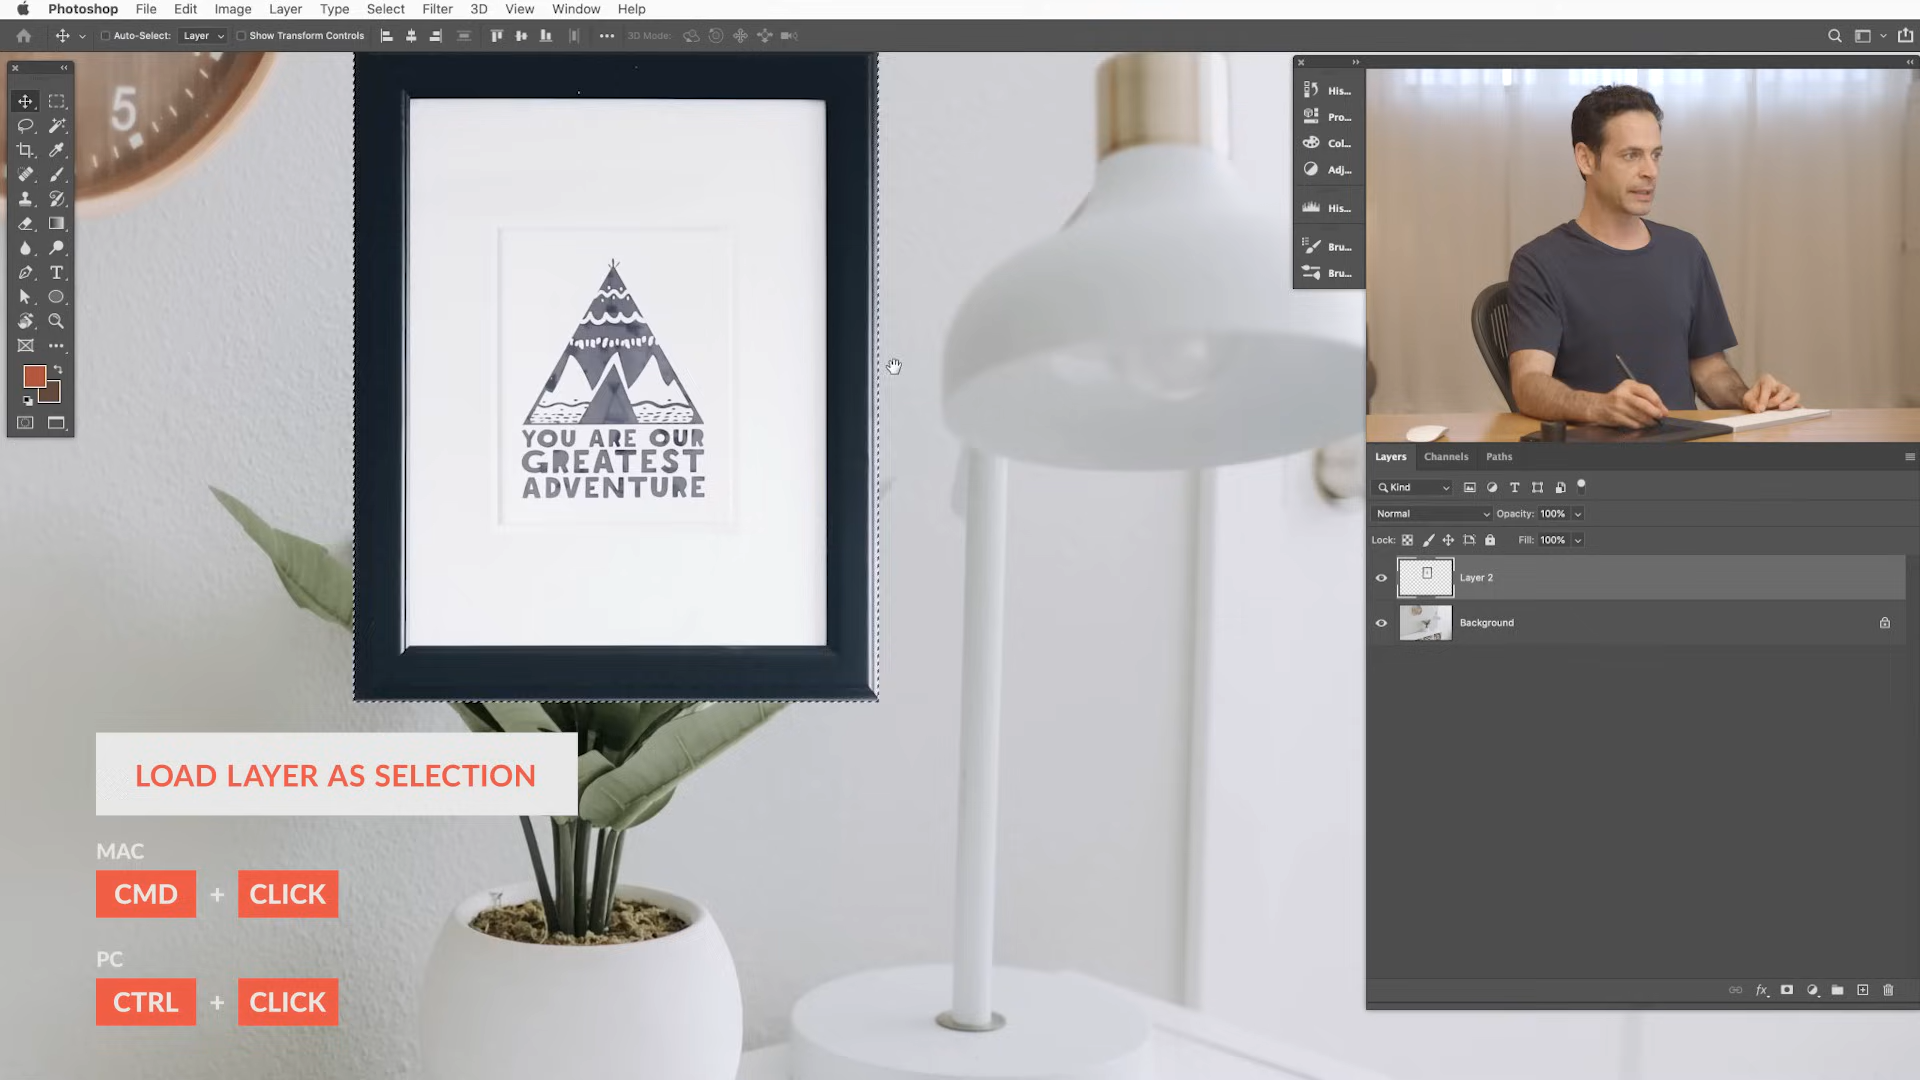 Photoshop File Edit Image Layer Type Select Filter 3D View Window Help
Auto-Select: Layer Show Transform Controls 3D Mode:
5
His...
Pro...
Col...
Adj...
His...
Bru...
Bru...
YOU ARE OUR
GREATEST
ADVENTURE
Layers Channels Paths
Kind
Normal Opacity: 100%
Lock: Fill: 100%
Layer 2
Background
fx
LOAD LAYER AS SELECTION
MAC
CMD + CLICK
PC
CTRL + CLICK